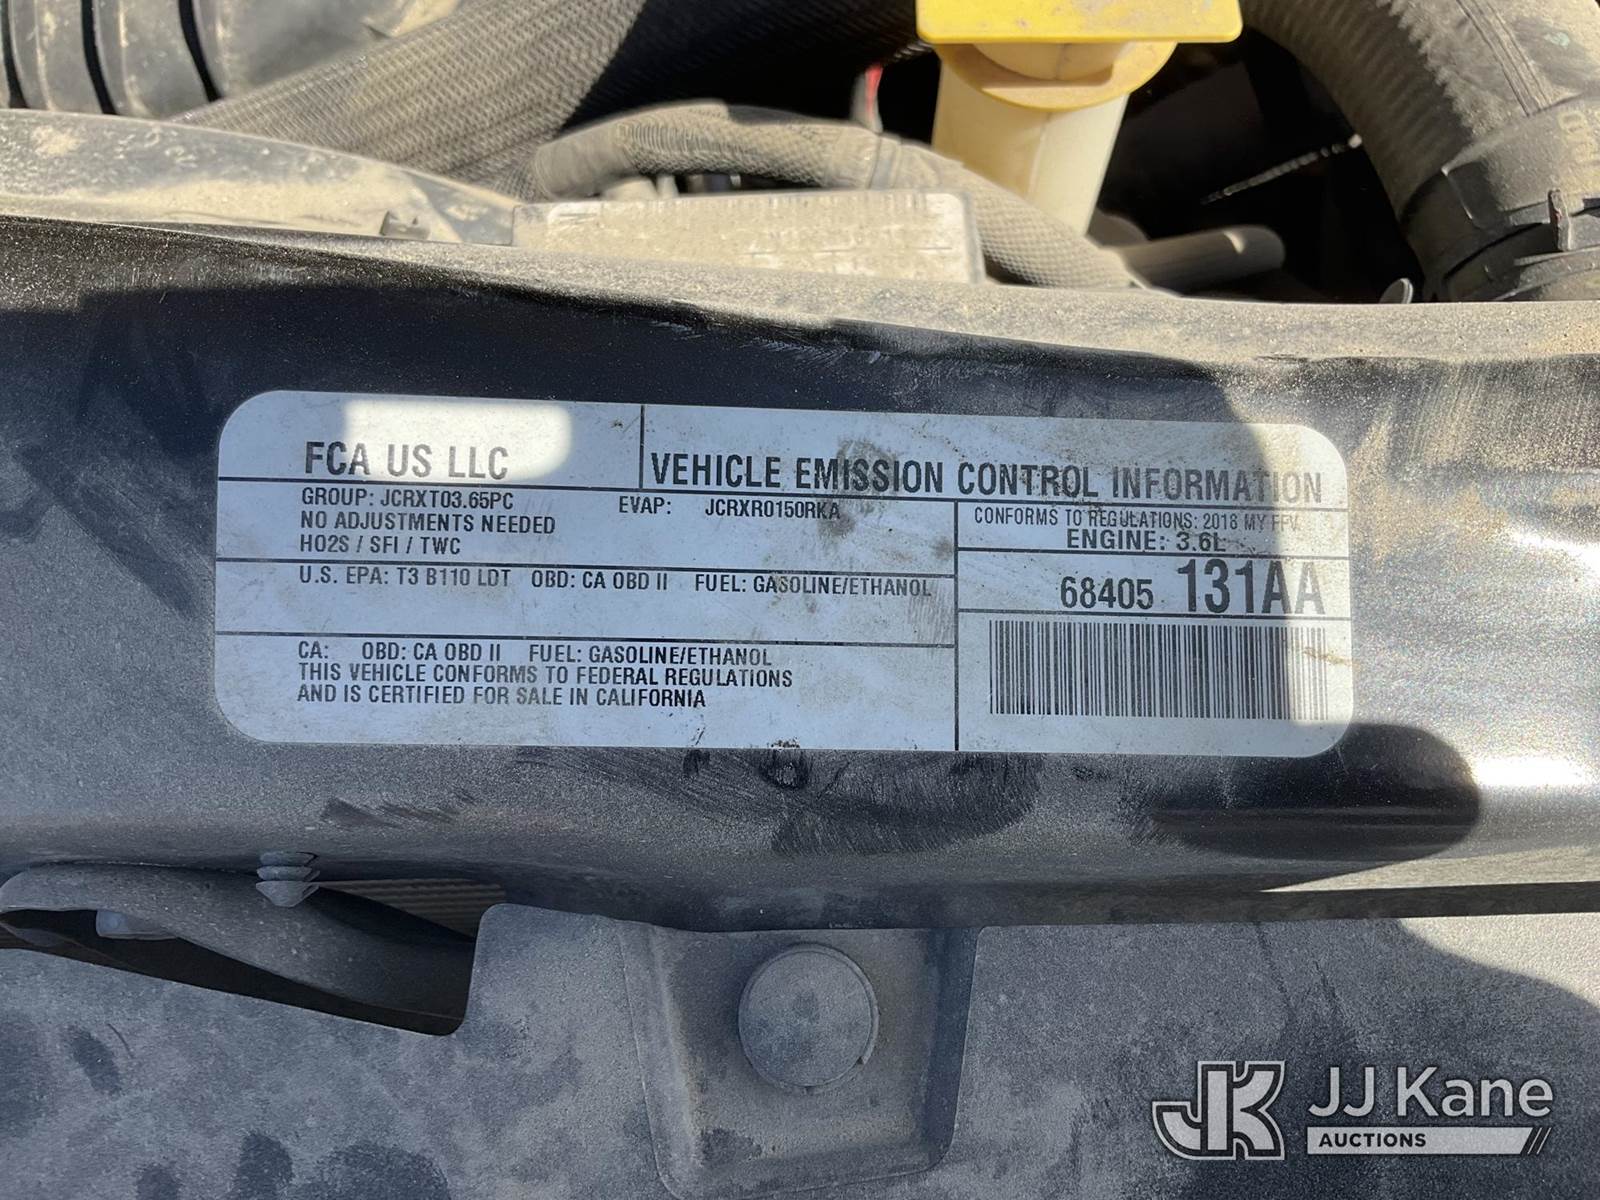 FCA US LLC
VEHICLE EMISSION CONTROL INFORMATION
GROUP: JCRXT03.65PC EVAP: JCRXR0150RKA
NO ADJUSTMENTS NEEDED
HO2S / SFI / TWC
CONFORMS TO REGULATIONS: 2018 MY FFV
ENGINE: 3.6L
U.S. EPA: T3 B110 LDT OBD: CA OBD II FUEL: GASOLINE/ETHANOL
68405 131AA
CA: OBD: CA OBD II FUEL: GASOLINE/ETHANOL
THIS VEHICLE CONFORMS TO FEDERAL REGULATIONS
AND IS CERTIFIED FOR SALE IN CALIFORNIA
JK JJ Kane
AUCTIONS